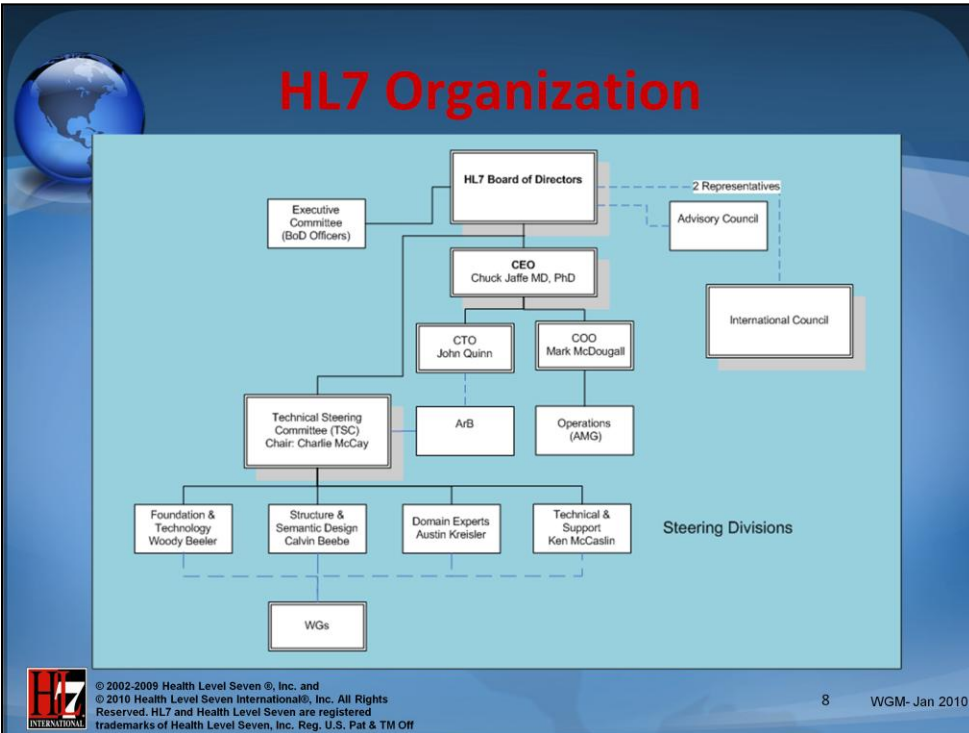 HL7 Organization
HL7 Board of Directors
2 Representatives
Executive
Committee
(BoD Officers)
Advisory Council
CEO
Chuck Jaffe MD, PhD
International Council
CTO
John Quinn
COO
Mark McDougall
Technical Steering
Committee (TSC)
Chair: Charlie McCay
ArB
Operations
(AMG)
Foundation &
Technology
Woody Beeler
Structure &
Semantic Design
Calvin Beebe
Domain Experts
Austin Kreisler
Technical &
Support
Ken McCaslin
Steering Divisions
WGs
HL7
INTERNATIONAL
© 2002-2009 Health Level Seven ®, Inc. and
© 2010 Health Level Seven International®, Inc. All Rights
Reserved. HL7 and Health Level Seven are registered
trademarks of Health Level Seven, Inc. Reg. U.S. Pat & TM Off
8
WGM- Jan 2010